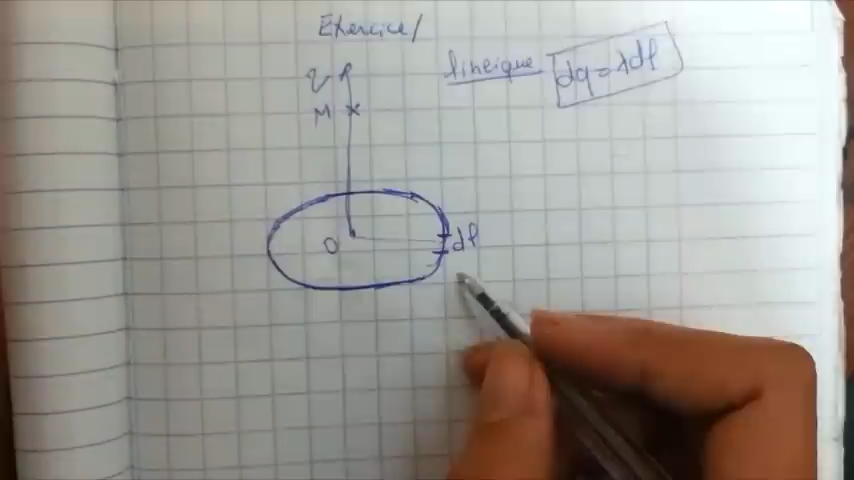 Exercice/
linéique dq = λdl
M
O dl